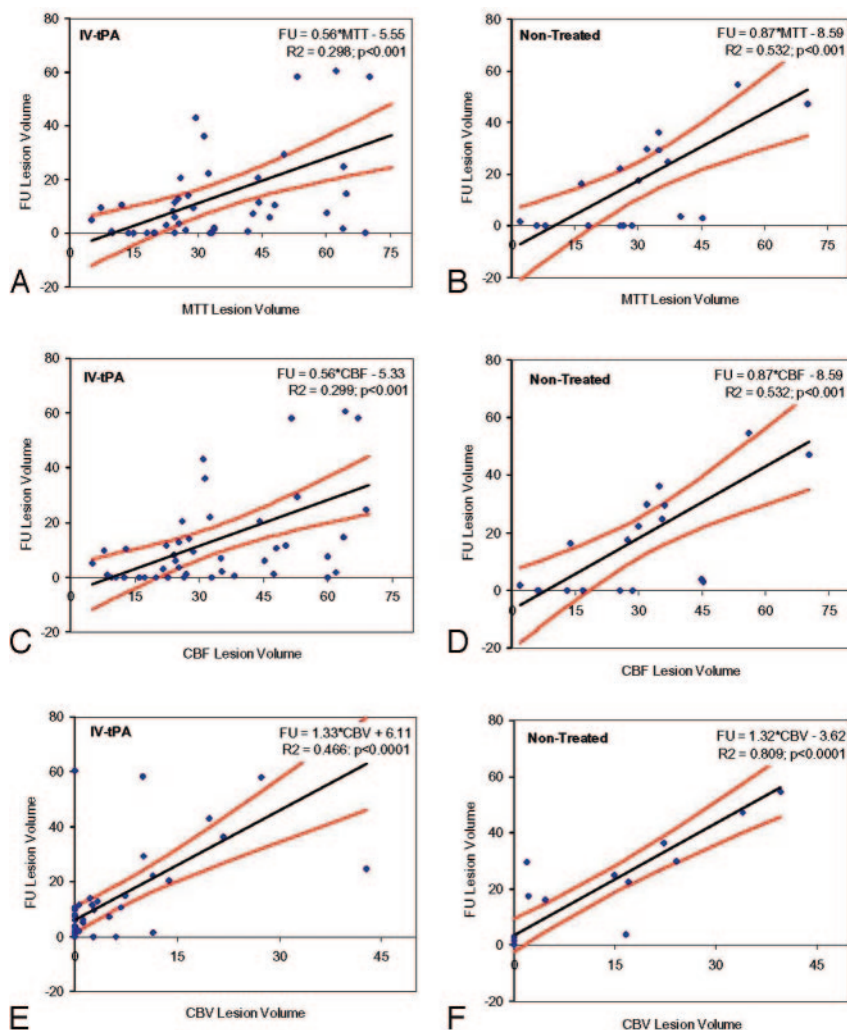 IV-tPA
FU = 0.56*MTT - 5.55
R2 = 0.298; p<0.001
80
60
40
20
0
-20
15 30 45 60 75
FU Lesion Volume
MTT Lesion Volume
A
Non-Treated
FU = 0.87*MTT - 8.59
R2 = 0.532; p<0.001
80
60
40
20
0
-20
0 15 30 45 60 75
FU Lesion Volume
MTT Lesion Volume
B
IV-tPA
FU = 0.56*CBF - 5.33
R2 = 0.299; p<0.001
80
60
40
20
0
-20
0 15 30 45 60 75
FU Lesion Volume
CBF Lesion Volume
C
Non-Treated
FU = 0.87*CBF - 8.59
R2 = 0.532; p<0.001
80
60
40
20
0
-20
0 15 30 45 60 75
FU Lesion Volume
CBF Lesion Volume
D
IV-tPA
FU = 1.33*CBV + 6.11
R2 = 0.466: p<0.0001
80
60
40
20
0
-20
0 15 30 45
FU Lesion Volume
CBV Lesion Volume
E
Non-Treated
FU = 1.32*CBV - 3.62
R2 = 0.809; p<0.0001
80
60
40
20
0
-20
0 15 30 45
FU Lesion Volume
CBV Lesion Volume
F